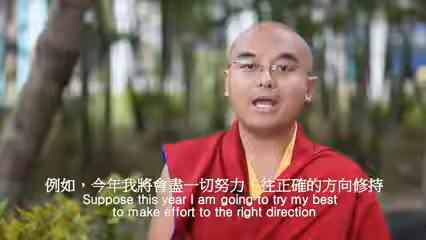 例如，今年我將會盡一切努力，往正確的方向修持
Suppose this year I am going to try my best
to make effort to the right direction